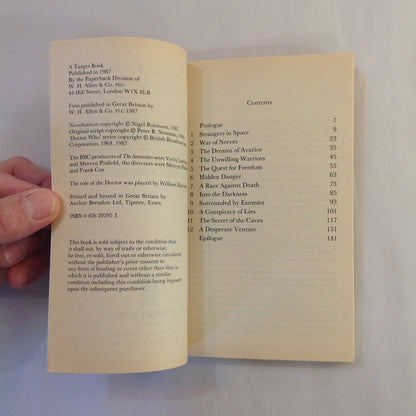 A Target Book
Published in 1987
By the Paperback Division of
W. H. Allen & Co. PLC
44 Hill Street, London W1X 8LB
First published in Great Britain by
W. H. Allen & Co. PLC 1987
Novelisation copyright © Nigel Robinson, 1987
Original script copyright © Peter R. Newman, 1964
'Doctor Who' series copyright © British Broadcasting
Corporation, 1964, 1987
The BBC producers of The Sensorites were Verity
and Mervyn Pinfield, the directors were Mervyn
and Frank Cox
The role of the Doctor was played by William
Printed and bound in Great Britain by
Anchor Brendon Ltd, Tiptree, Essex
ISBN 0 426 20295 3
This book is sold subject to the condition that
it shall not, by way of trade or otherwise,
be lent, re-sold, hired out or otherwise circulated
without the publisher's prior consent in
any form of binding or cover other than that in
which it is published and without a similar
condition including this condition being imposed
upon the subsequent purchaser.
Contents
Prologue 7
1 Strangers in Space 9
2 War of Nerves 23
3 The Dreams of Avarice 35
4 The Unwilling Warriors 45
5 The Quest for Freedom 53
6 Hidden Danger 63
7 A Race Against Death 73
8 Into the Darkness 85
9 Surrounded by Enemies 93
10 A Conspiracy of Lies 103
11 The Secret of the Caves 117
12 A Desperate Venture 131
Epilogue 141